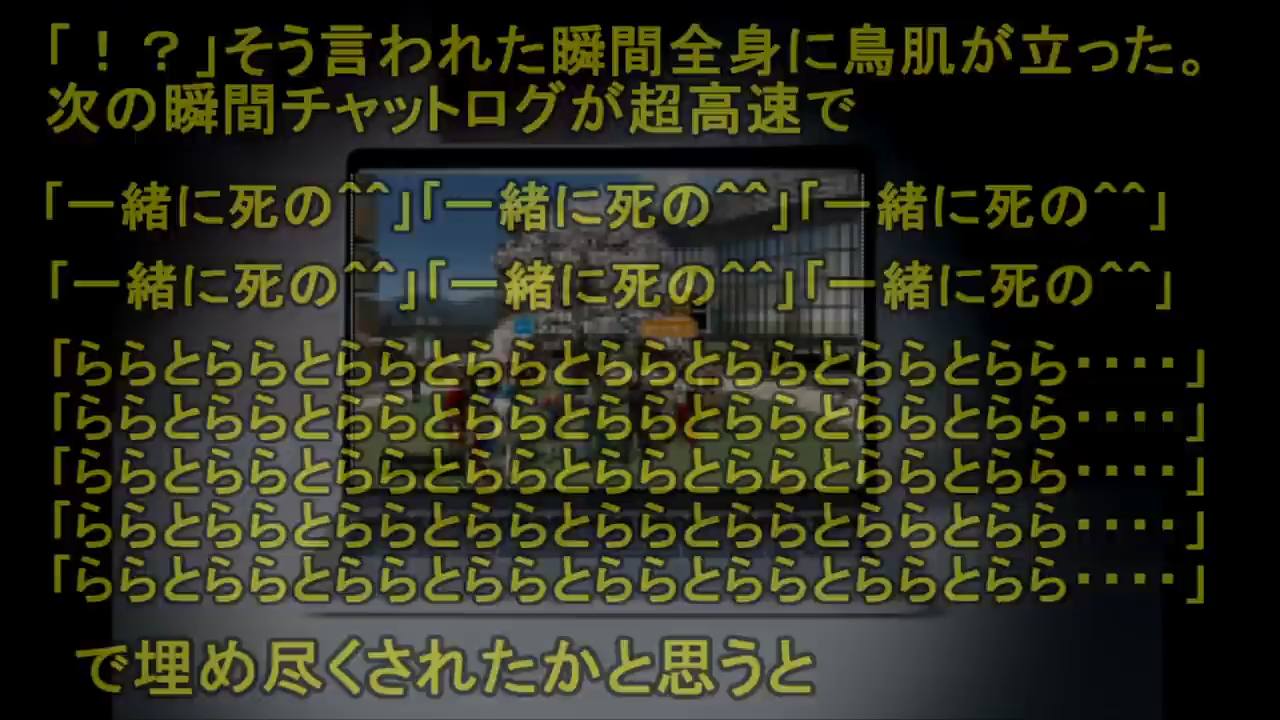 「！？」そう言われた瞬間全身に鳥肌が立った。
次の瞬間チャットログが超高速で
「一緒に死の^^」「一緒に死の^^」「一緒に死の^^」
「一緒に死の^^」「一緒に死の^^」「一緒に死の^^」
「ららとららとららとららとららとららとららとらら････」
「ららとららとららとららとららとららとららとらら････」
「ららとららとららとららとららとららとららとらら････」
「ららとららとららとららとららとららとららとらら････」
「ららとららとららとららとららとららとららとらら････」
で埋め尽くされたかと思うと